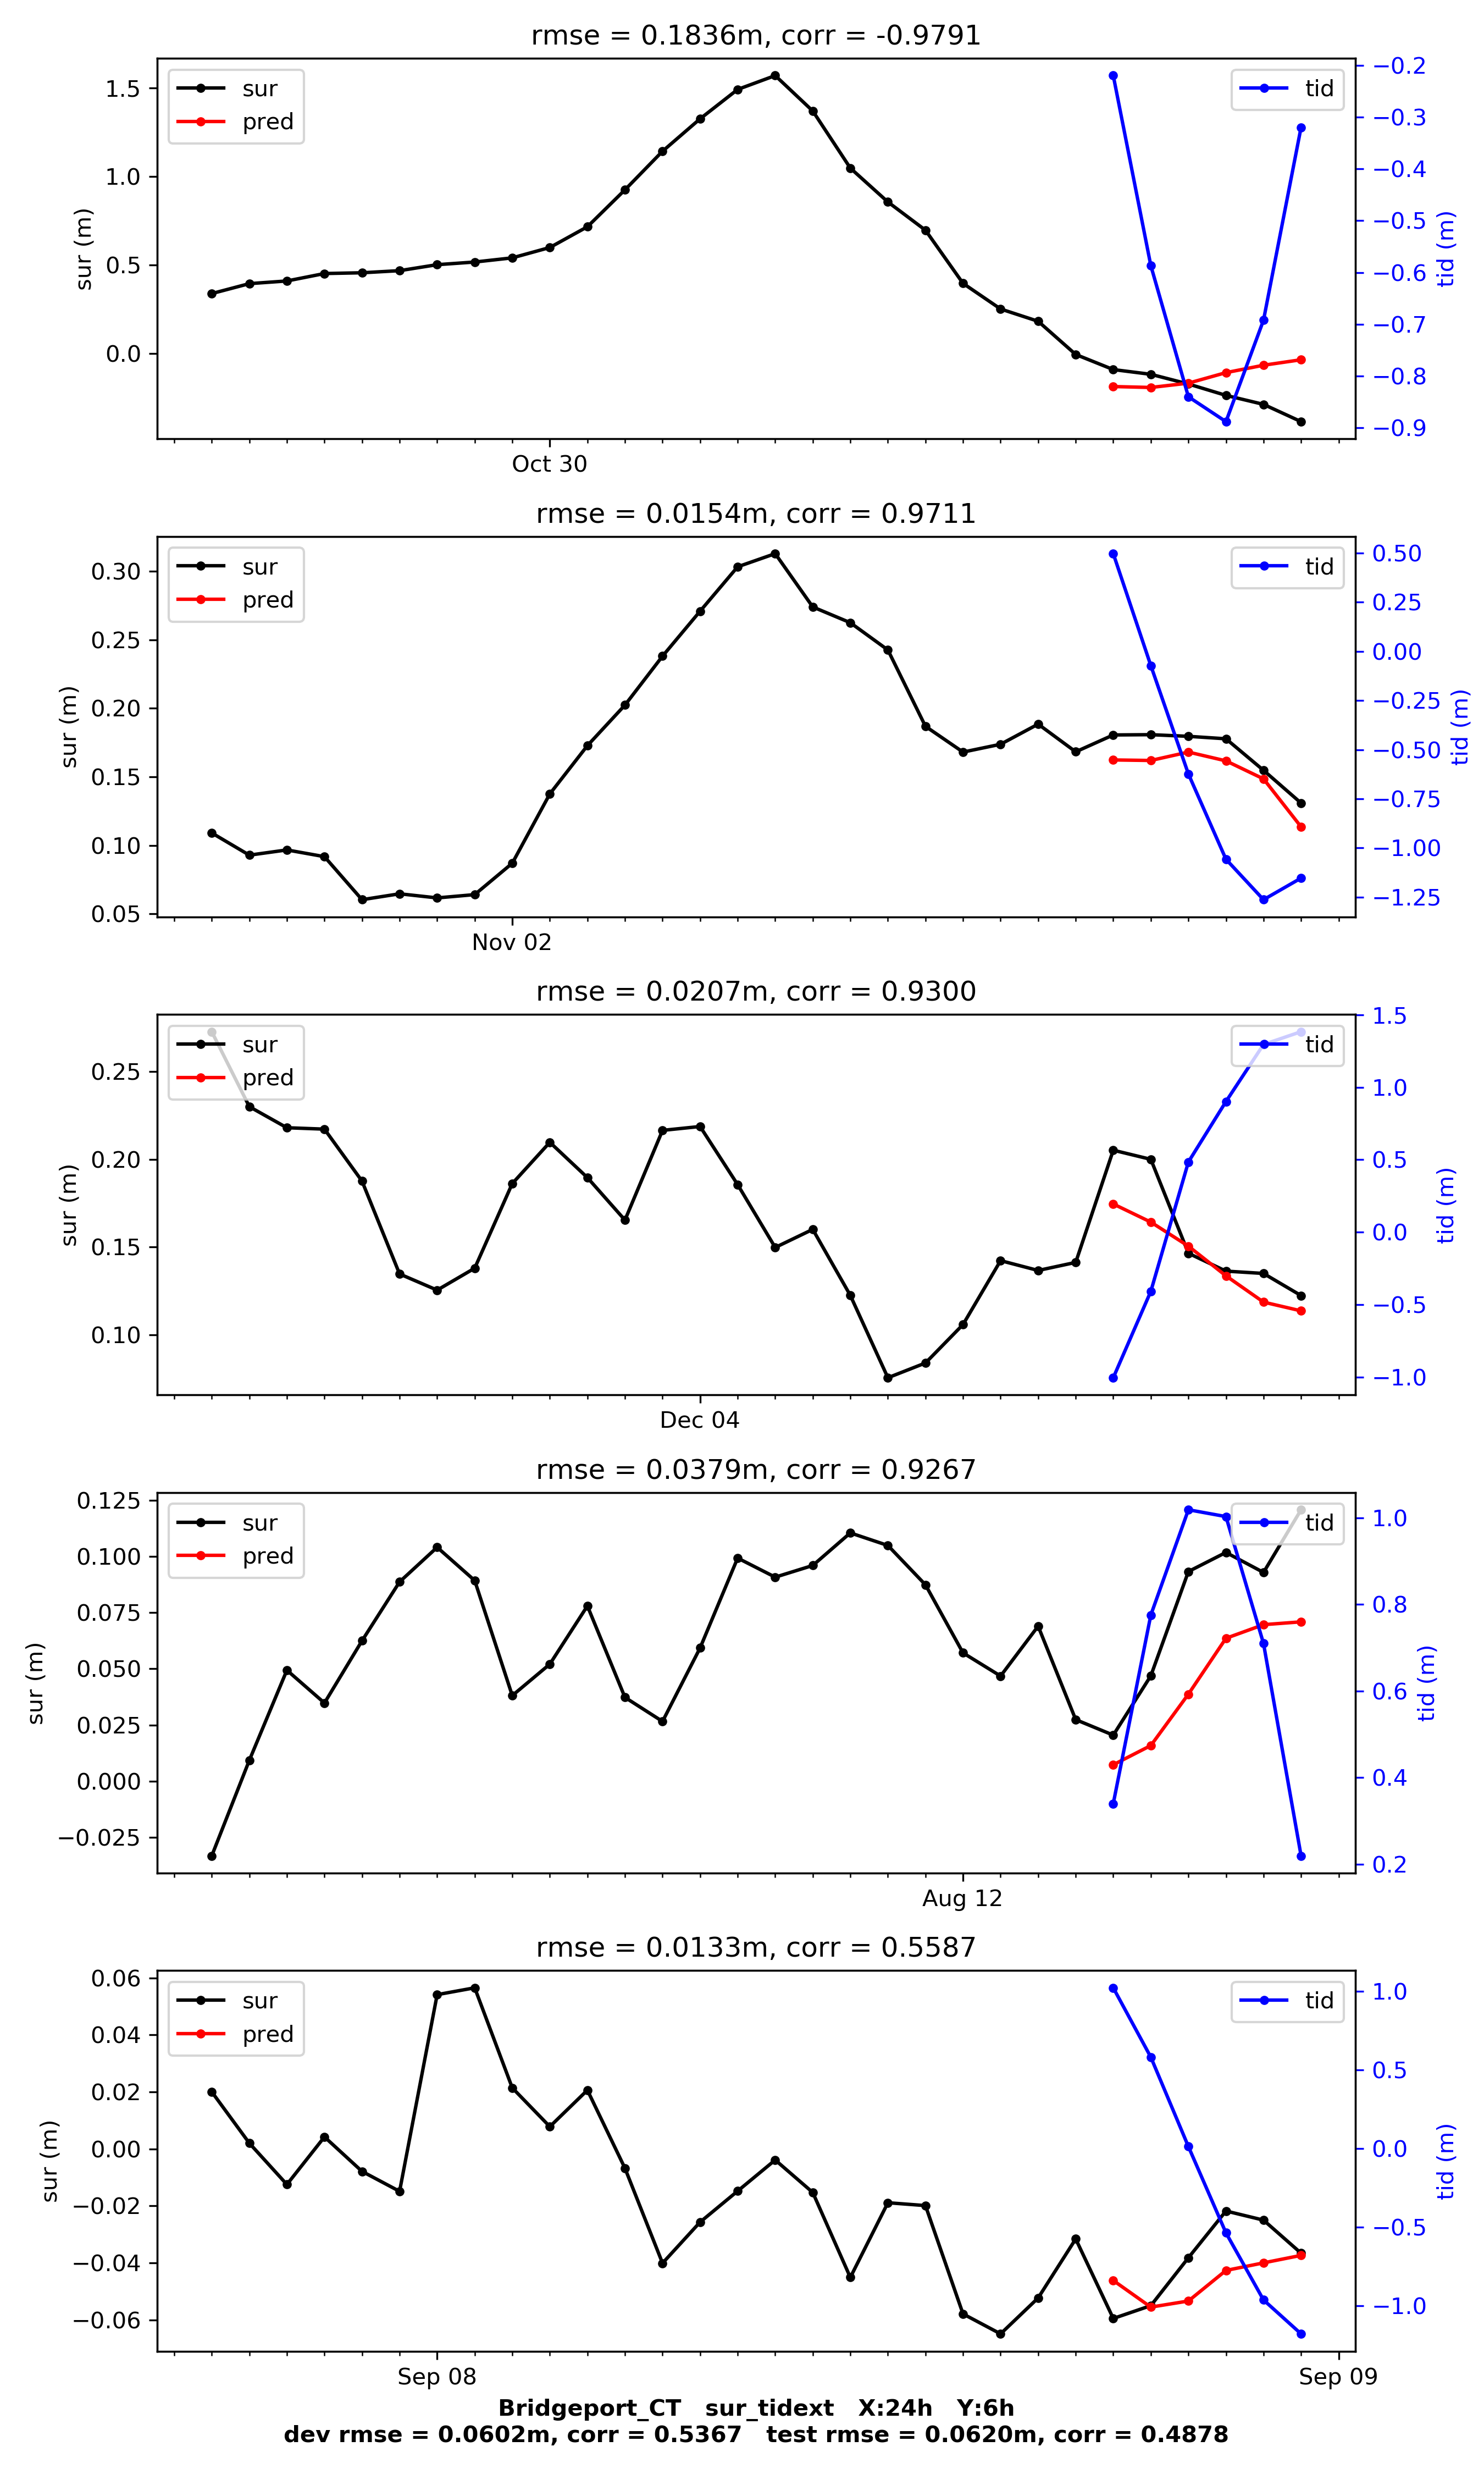 rmse = 0.1836m, corr = -0.9791
sur
pred
tid
1.5
1.0
0.5
0.0
sur (m)
−0.2
−0.3
−0.4
−0.5
−0.6
−0.7
−0.8
−0.9
tid (m)
Oct 30
rmse = 0.0154m, corr = 0.9711
sur
pred
tid
0.30
0.25
0.20
0.15
0.10
0.05
sur (m)
0.50
0.25
0.00
−0.25
−0.50
−0.75
−1.00
−1.25
tid (m)
Nov 02
rmse = 0.0207m, corr = 0.9300
sur
pred
tid
0.25
0.20
0.15
0.10
sur (m)
1.5
1.0
0.5
0.0
−0.5
−1.0
tid (m)
Dec 04
rmse = 0.0379m, corr = 0.9267
sur
pred
tid
0.125
0.100
0.075
0.050
0.025
0.000
−0.025
sur (m)
1.0
0.8
0.6
0.4
0.2
tid (m)
Aug 12
rmse = 0.0133m, corr = 0.5587
sur
pred
tid
0.06
0.04
0.02
0.00
−0.02
−0.04
−0.06
sur (m)
1.0
0.5
0.0
−0.5
−1.0
tid (m)
Sep 08
Sep 09
Bridgeport_CT   sur_tidext   X:24h   Y:6h
dev rmse = 0.0602m, corr = 0.5367   test rmse = 0.0620m, corr = 0.4878